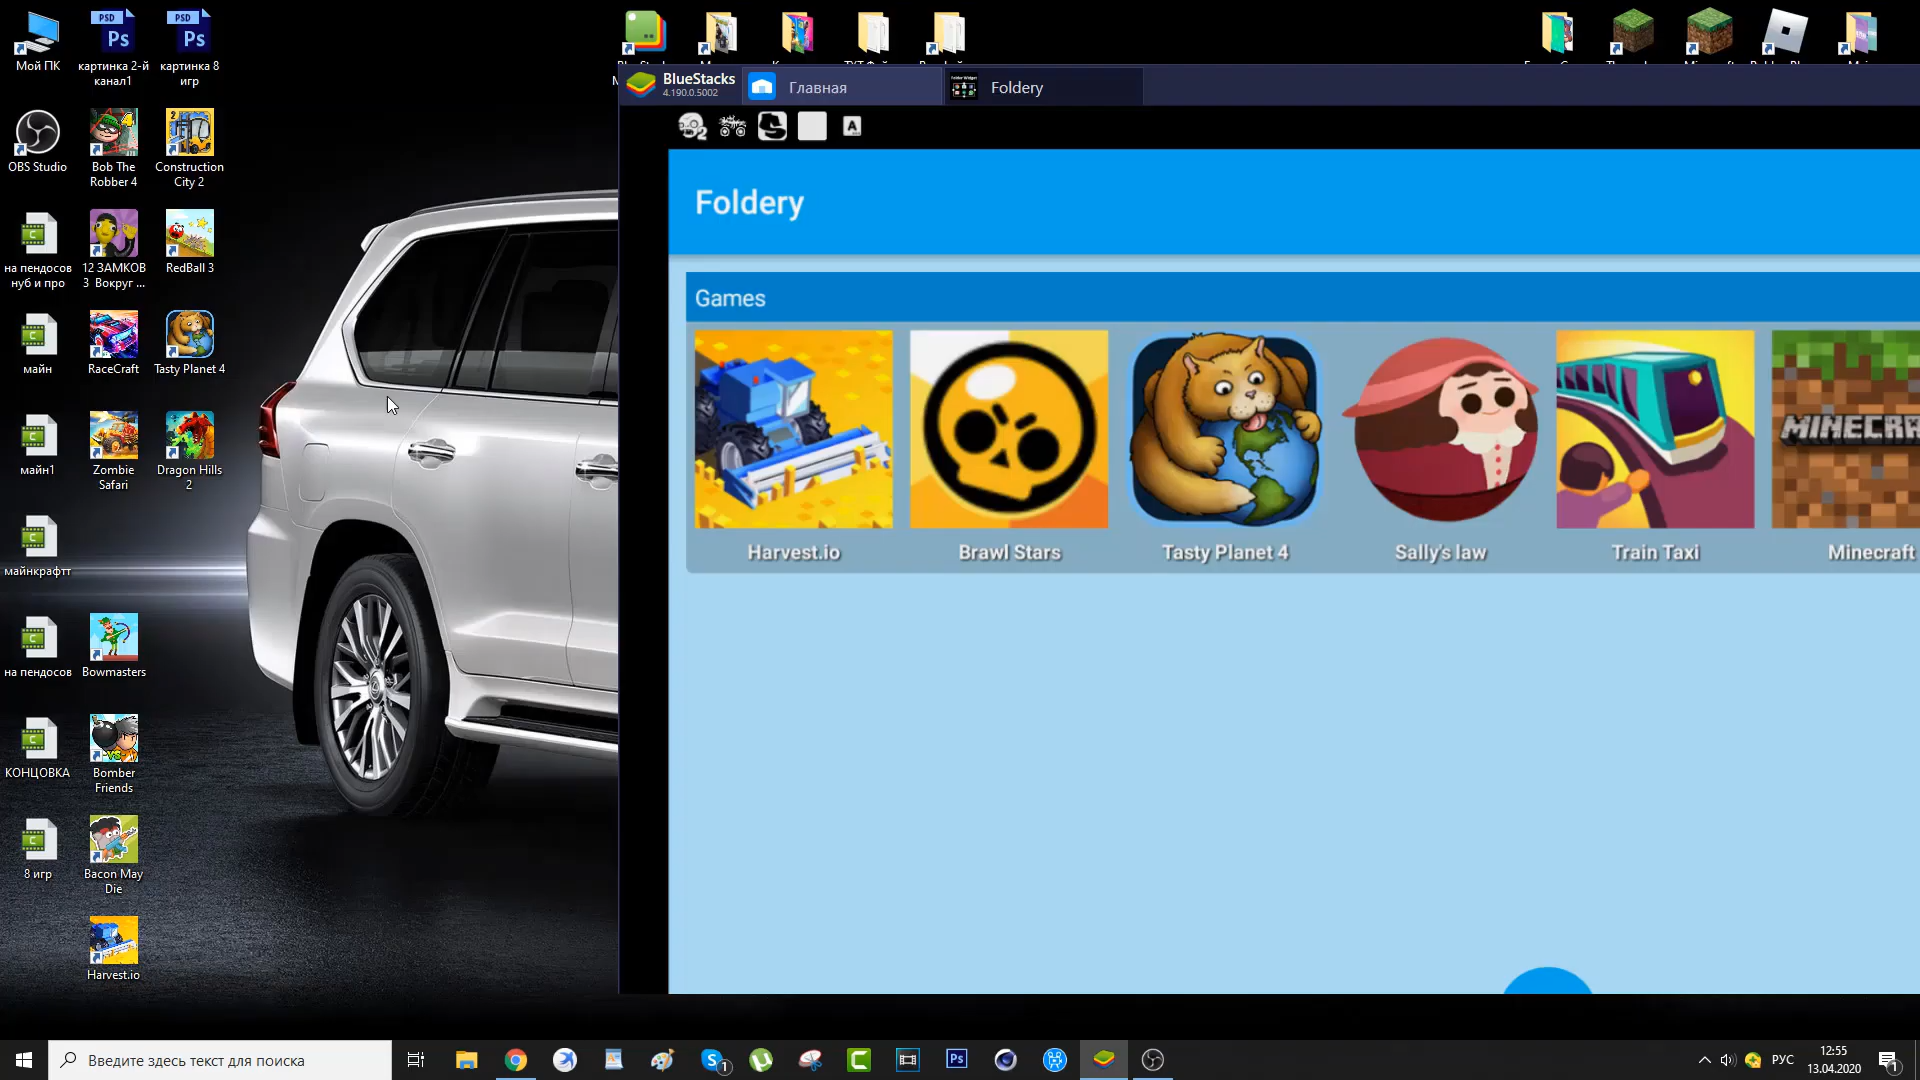 Мой ПК
PSD
Ps
картинка 2-й
канал1
PSD
Ps
картинка 8
игр
OBS Studio
Bob The
Robber 4
Construction
City 2
на пендосов
нуб и про
12 ЗАМКОВ
3 Вокруг ...
RedBall 3
майн
RaceCraft
Tasty Planet 4
майн1
Zombie
Safari
Dragon Hills
2
майнкрафтт
на пендосов
Bowmasters
КОНЦОВКА
Bomber
Friends
8 игр
Bacon May
Die
Harvest.io
BlueStacks
4.190.0.5002
Главная
Foldery
Foldery
Games
MINECRA
Harvest.io
Brawl Stars
Tasty Planet 4
Sally's law
Train Taxi
Minecraft
Введите здесь текст для поиска
РУС
12:55
13.04.2020